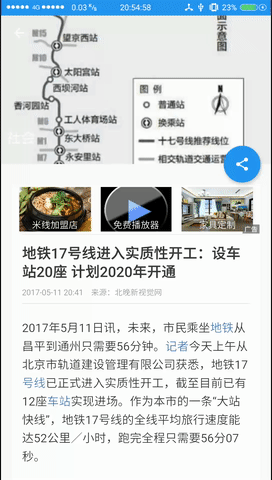 4G 0.03 K/s 20:54:58 23%
面示意图
M15
望京西站
太阳宫站
西坝河站
香河园站
M10
工人体育场站
M6
东大桥站
M1
永安里站
M7
图 例
普通站
换乘站
十七号线推荐线位
相交轨道交通运营
社会
米线加盟店
免费播放器
家具定制
广告
地铁17号线进入实质性开工：设车
站20座 计划2020年开通
2017-05-11 20:41 来源：北晚新视觉网
2017年5月11日讯，未来，市民乘坐地铁从
昌平到通州只需要56分钟。记者今天上午从
北京市轨道建设管理有限公司获悉，地铁17
号线已正式进入实质性开工，截至目前已有
12座车站实现进场。作为本市的一条“大站
快线”，地铁17号线的全线平均旅行速度能
达52公里／小时，跑完全程只需要56分07
秒。